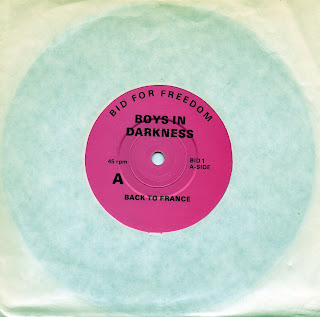 BID FOR FREEDOM
BOYS IN
DARKNESS
45 rpm
BID 1
A
A-SIDE
BACK TO FRANCE